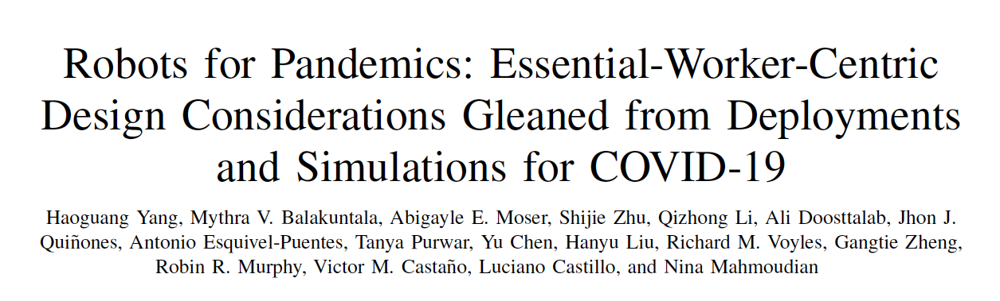 Robots for Pandemics: Essential-Worker-Centric
Design Considerations Gleaned from Deployments
and Simulations for COVID-19
Haoguang Yang, Mythra V. Balakuntala, Abigayle E. Moser, Shijie Zhu, Qizhong Li, Ali Doosttalab, Jhon J.
Quiñones, Antonio Esquivel-Puentes, Tanya Purwar, Yu Chen, Hanyu Liu, Richard M. Voyles, Gangtie Zheng,
Robin R. Murphy, Victor M. Castaño, Luciano Castillo, and Nina Mahmoudian